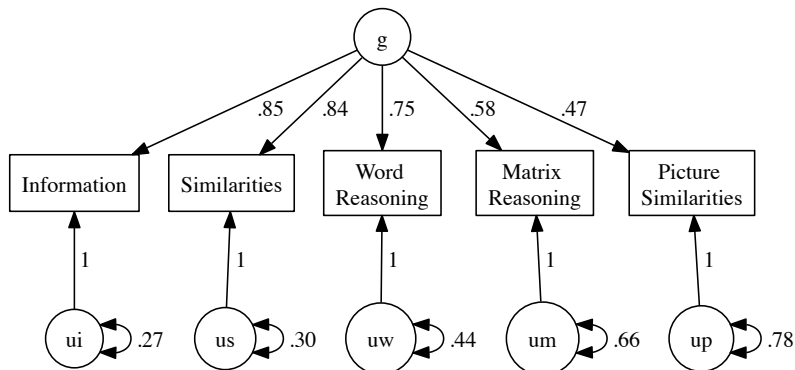 g
.85 .84 .75 .58 .47
Information Similarities Word Reasoning Matrix Reasoning Picture Similarities
1 1 1 1 1
ui .27 us .30 uw .44 um .66 up .78